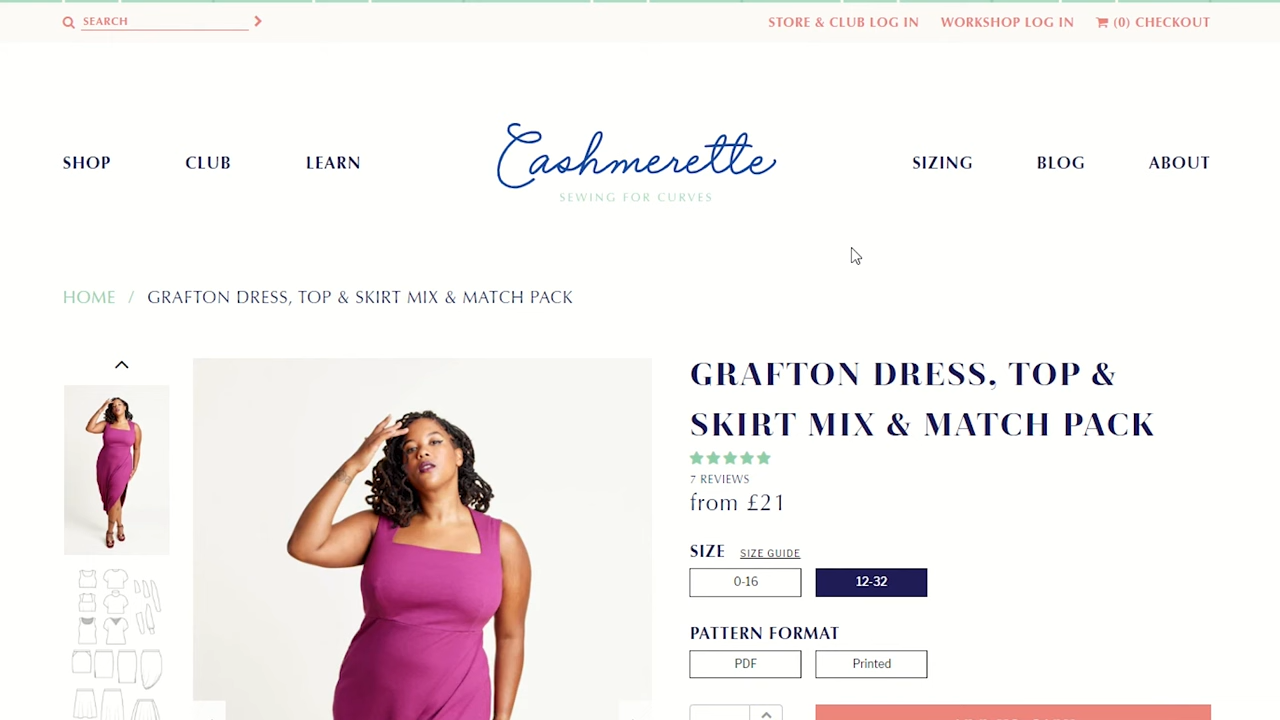 SEARCH
STORE & CLUB LOG IN
WORKSHOP LOG IN
(0) CHECKOUT
SHOP
CLUB
LEARN
Cashmerette
SEWING FOR CURVES
SIZING
BLOG
ABOUT
HOME / GRAFTON DRESS, TOP & SKIRT MIX & MATCH PACK
GRAFTON DRESS, TOP &
SKIRT MIX & MATCH PACK
7 REVIEWS
from £21
SIZE SIZE GUIDE
0-16
12-32
PATTERN FORMAT
PDF
Printed